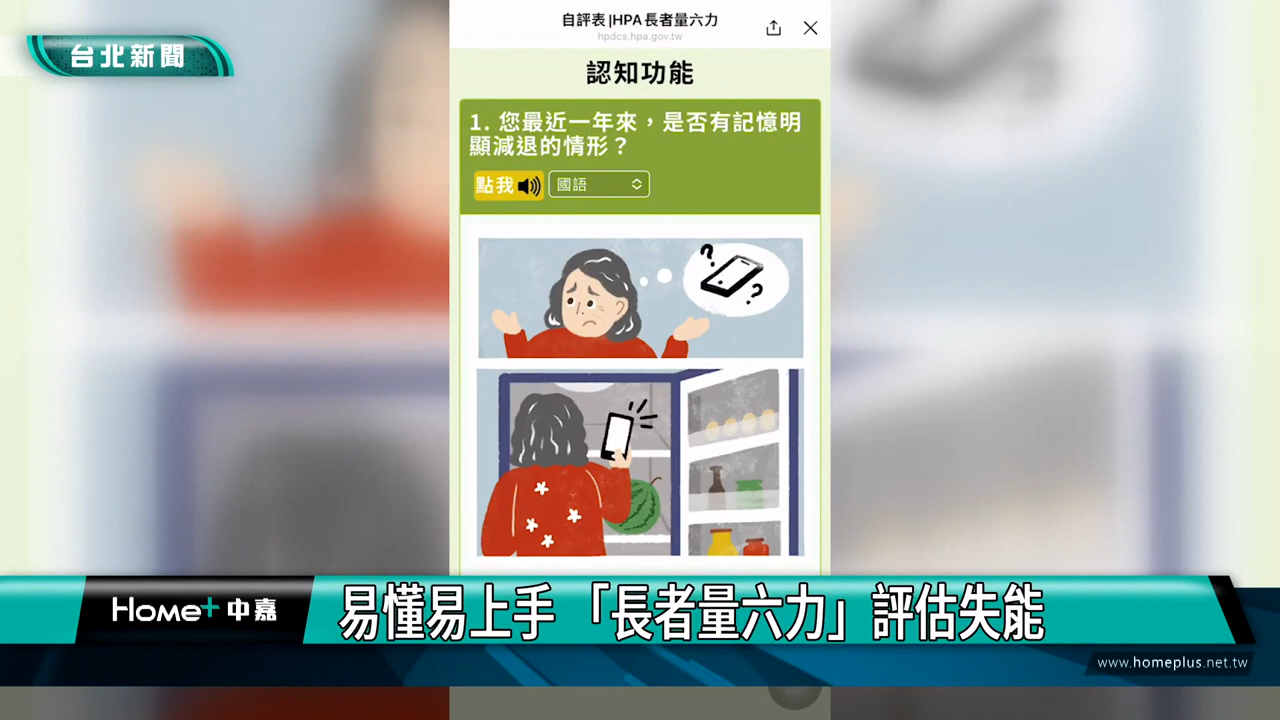 自評表|HPA長者量六力
hpdcs.hpa.gov.tw
台北新聞
認知功能
1. 您最近一年來，是否有記憶明
顯減退的情形？
點我
國語
?
?
Home+中嘉
易懂易上手「長者量六力」評估失能
www.homeplus.net.tw